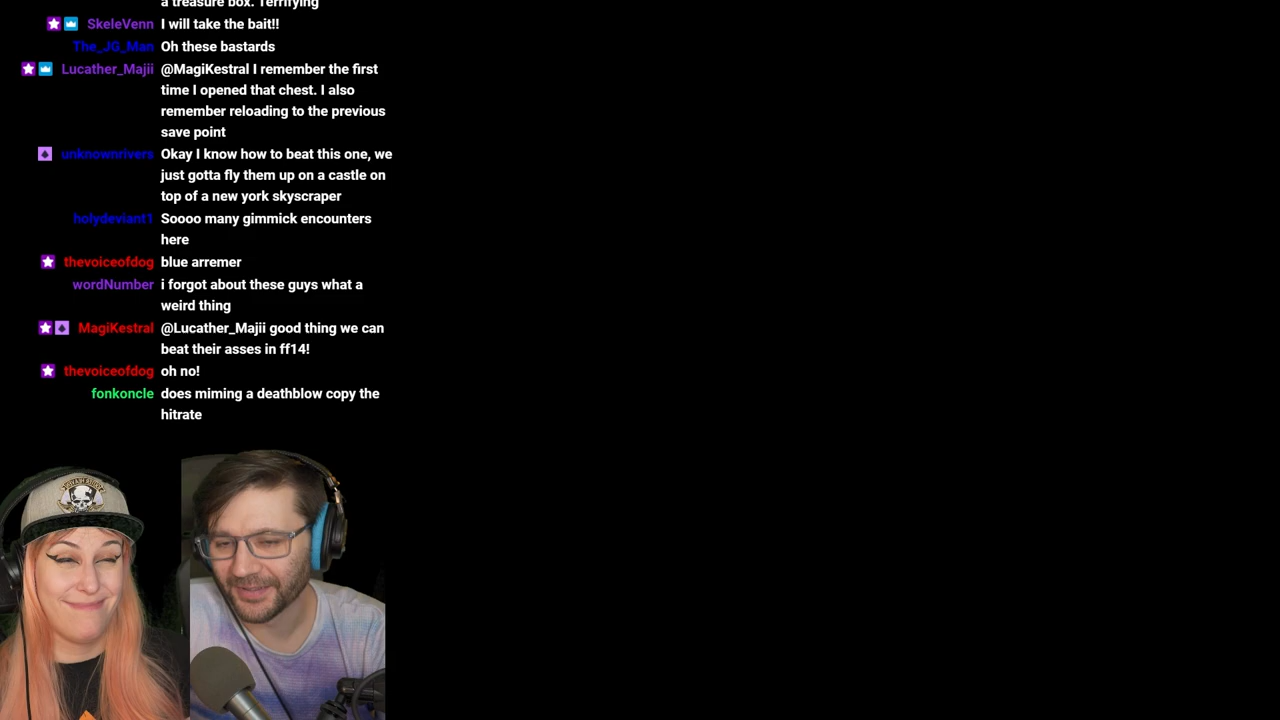 a treasure box. Terrifying
SkeleVenn I will take the bait!!
The_JG_Man Oh these bastards
Lucather_Majii @MagiKestral I remember the first
time I opened that chest. I also
remember reloading to the previous
save point
unknownrivers Okay I know how to beat this one, we
just gotta fly them up on a castle on
top of a new york skyscraper
holydeviant1 Soooo many gimmick encounters
here
thevoiceofdog blue arremer
wordNumber i forgot about these guys what a
weird thing
MagiKestral @Lucather_Majii good thing we can
beat their asses in ff14!
thevoiceofdog oh no!
fonkoncle does miming a deathblow copy the
hitrate